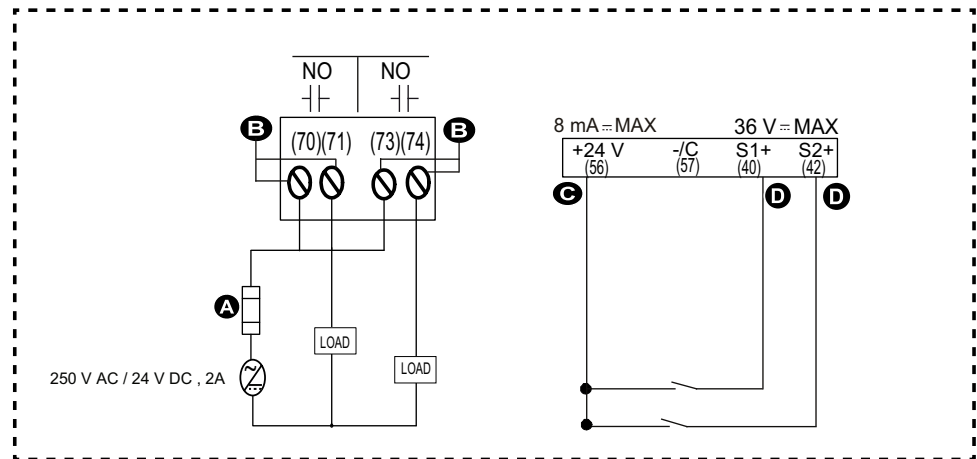 NO NO
B B
(70)(71) (73)(74)
A
LOAD
LOAD
250 V AC / 24 V DC , 2A
8 mA⎓MAX 36 V⎓MAX
+24 V -/C S1+ S2+
(56) (57) (40) (42)
C D D